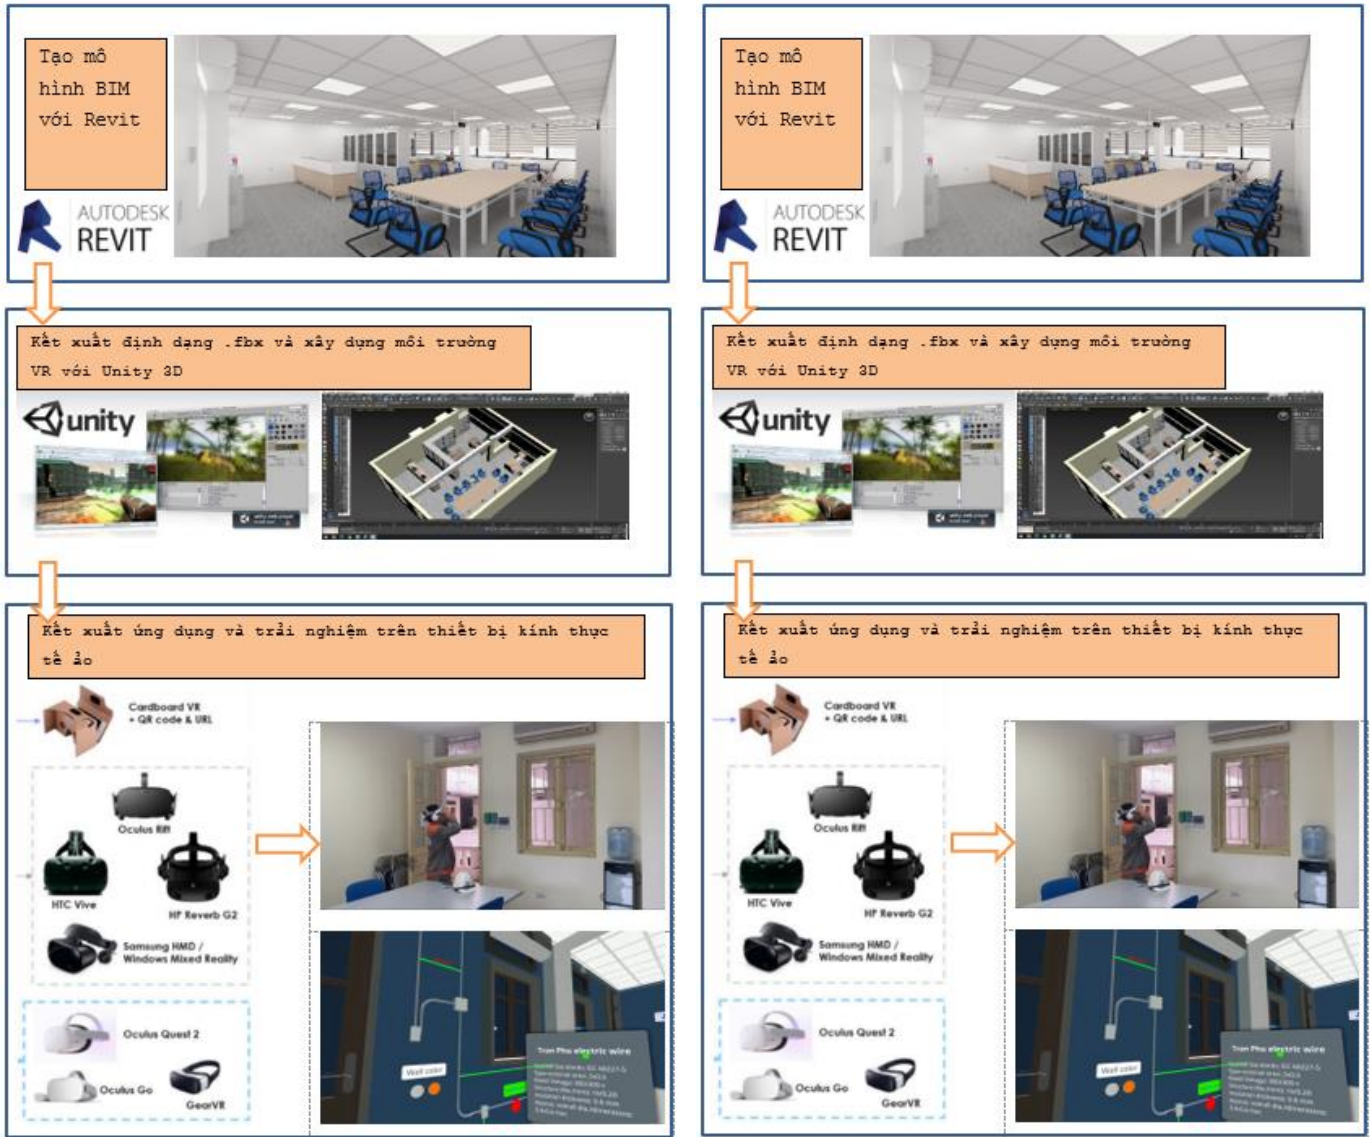 Tạo mô
hình BIM
với Revit
AUTODESK
REVIT
Kết xuất định dạng .fbx và xây dựng môi trường
VR với Unity 3D
unity
Kết xuất ứng dụng và trải nghiệm trên thiết bị kính thực
tế ảo
Cardboard VR
+ QR code & URL
Oculus Rift
HTC Vive
HP Reverb G2
Samsung HMD /
Windows Mixed Reality
Oculus Quest 2
Oculus Go
GearVR
Wall color
Tran Phu electric wire
Tạo mô
hình BIM
với Revit
AUTODESK
REVIT
Kết xuất định dạng .fbx và xây dựng môi trường
VR với Unity 3D
unity
Kết xuất ứng dụng và trải nghiệm trên thiết bị kính thực
tế ảo
Cardboard VR
+ QR code & URL
Oculus Rift
HTC Vive
HP Reverb G2
Samsung HMD /
Windows Mixed Reality
Oculus Quest 2
Oculus Go
GearVR
Wall color
Tran Phu electric wire